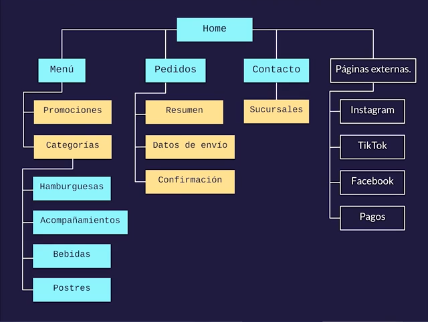 Home
Menú
Pedidos
Contacto
Páginas externas.
Promociones
Resumen
Sucursales
Instagram
Categorías
Datos de envío
TikTok
Hamburguesas
Confirmación
Facebook
Acompañamientos
Pagos
Bebidas
Postres